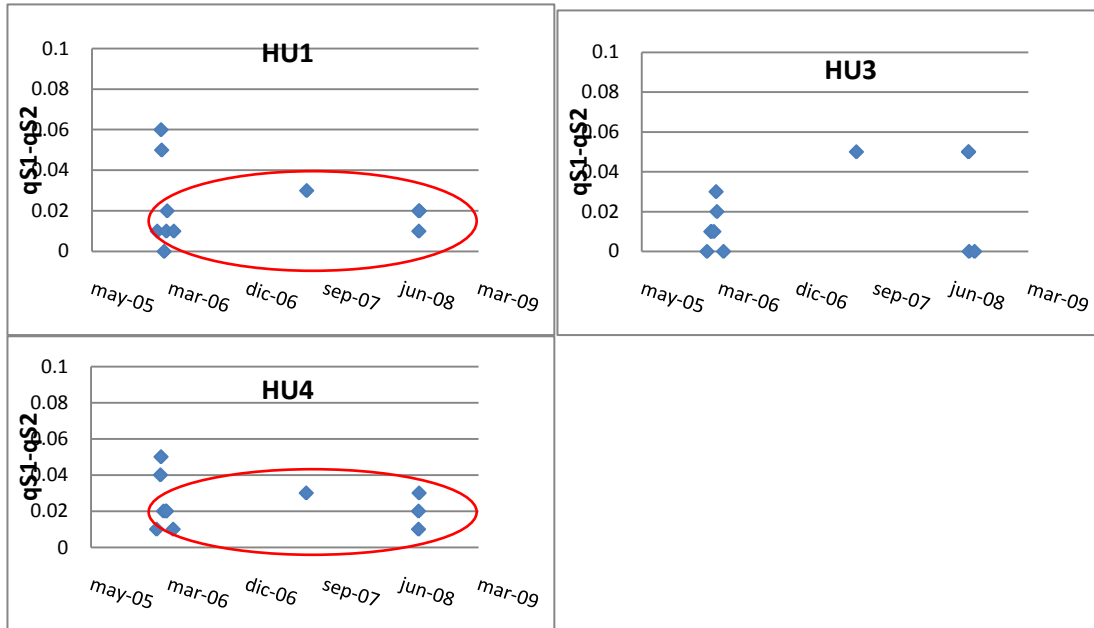 HU1
qS1-qS2
0.1
0.08
0.06
0.04
0.02
0
may-05
mar-06
dic-06
sep-07
jun-08
mar-09
HU3
qS1-qS2
0.1
0.08
0.06
0.04
0.02
0
may-05
mar-06
dic-06
sep-07
jun-08
mar-09
HU4
qS1-qS2
0.1
0.08
0.06
0.04
0.02
0
may-05
mar-06
dic-06
sep-07
jun-08
mar-09